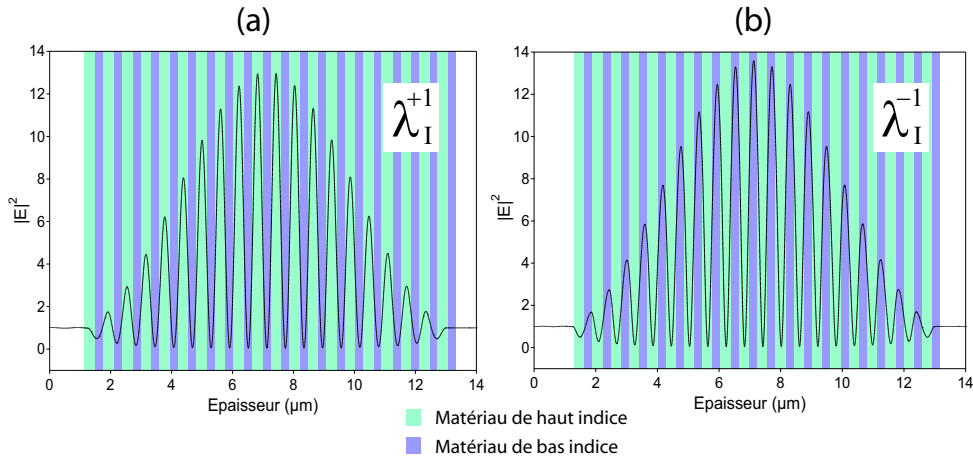 (a)
(b)
14
12
10
8
6
4
2
0
|E|²
λ_I^{+1}
0 2 4 6 8 10 12 14
Epaisseur (µm)
14
12
10
8
6
4
2
0
|E|²
λ_I^{-1}
0 2 4 6 8 10 12 14
Epaisseur (µm)
Matériau de haut indice
Matériau de bas indice